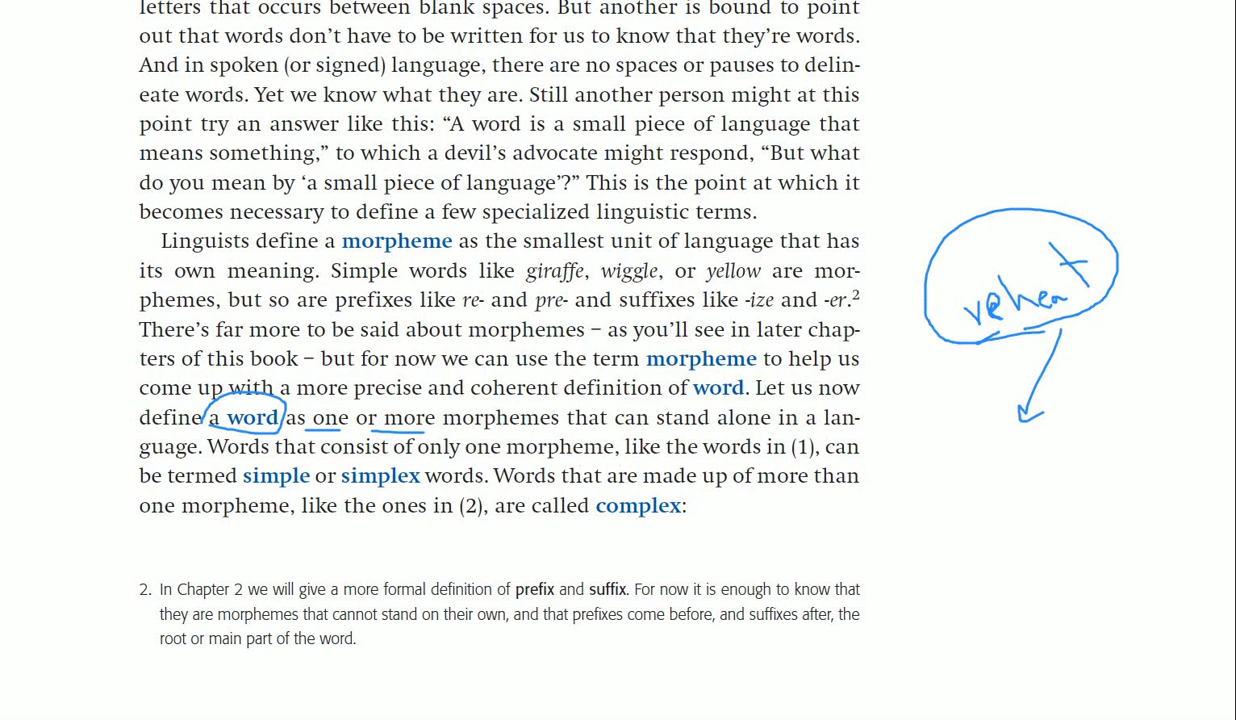 letters that occurs between blank spaces. But another is bound to point
out that words don’t have to be written for us to know that they’re words.
And in spoken (or signed) language, there are no spaces or pauses to delin-
eate words. Yet we know what they are. Still another person might at this
point try an answer like this: “A word is a small piece of language that
means something,” to which a devil’s advocate might respond, “But what
do you mean by ‘a small piece of language’?” This is the point at which it
becomes necessary to define a few specialized linguistic terms.
Linguists define a morpheme as the smallest unit of language that has
its own meaning. Simple words like giraffe, wiggle, or yellow are mor-
phemes, but so are prefixes like re- and pre- and suffixes like -ize and -er.²
There’s far more to be said about morphemes – as you’ll see in later chap-
ters of this book – but for now we can use the term morpheme to help us
come up with a more precise and coherent definition of word. Let us now
define a word as one or more morphemes that can stand alone in a lan-
guage. Words that consist of only one morpheme, like the words in (1), can
be termed simple or simplex words. Words that are made up of more than
one morpheme, like the ones in (2), are called complex:
reheat
2. In Chapter 2 we will give a more formal definition of prefix and suffix. For now it is enough to know that
they are morphemes that cannot stand on their own, and that prefixes come before, and suffixes after, the
root or main part of the word.